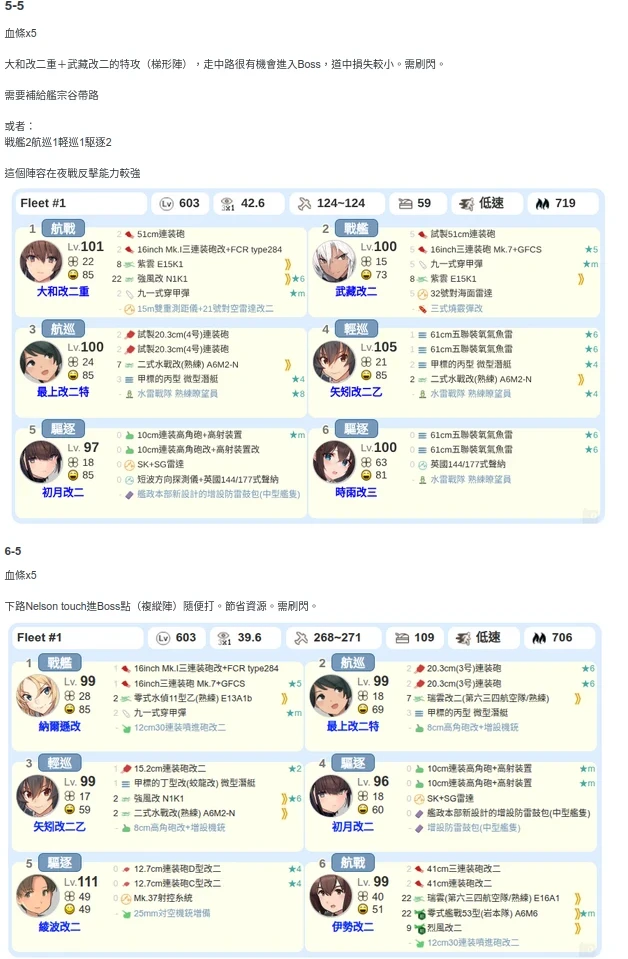 5-5
血條x5
大和改二重＋武藏改二的特攻（梯形陣），走中路很有機會進入Boss，道中損失較小。需刷閃。
需要補給艦宗谷帶路
或者：
戰艦2航巡1輕巡1驅逐2
這個陣容在夜戰反擊能力較強
Fleet #1 Lv 603 x1 42.6 124~124 59 低速 719
1 航戰
Lv.101
22
85
大和改二重
2 51cm連装砲
2 16inch Mk.I三連装砲改+FCR type284
8 紫雲 E15K1
22 強風改 N1K1 ★6
2 九一式穿甲彈 ★m
- 15m雙重測距儀+21號對空雷達改二
2 戰艦
Lv.100
15
73
武藏改二
5 試製51cm連装砲
5 16inch三連装砲 Mk.7+GFCS ★5
5 九一式穿甲彈 ★m
8 紫雲 E15K1
5 32號對海面雷達
- 三式燒霰彈改
3 航巡
Lv.100
24
85
最上改二特
2 試製20.3cm(4号)連装砲
2 試製20.3cm(4号)連装砲
7 二式水戰改(熟練) A6M2-N
3 甲標的丙型 微型潛艇 ★4
- 水雷戰隊 熟練瞭望員 ★8
4 輕巡
Lv.105
21
85
矢矧改二乙
1 61cm五聯裝氧氣魚雷 ★6
1 61cm五聯裝氧氣魚雷 ★6
2 甲標的丙型 微型潛艇 ★4
2 二式水戰改(熟練) A6M2-N
- 水雷戰隊 熟練瞭望員 ★4
5 驅逐
Lv. 97
18
85
初月改二
0 10cm連装高角砲+高射装置 ★m
0 10cm連装高角砲改+高射装置改
0 SK+SG雷達
0 短波方向探測儀+英國144/177式聲納
- 艦政本部新設計的增設防雷鼓包(中型艦隻)
6 驅逐
Lv.100
63
81
時雨改三
0 61cm五聯裝氧氣魚雷 ★6
0 61cm五聯裝氧氣魚雷 ★6
0 英國144/177式聲納
- 水雷戰隊 熟練瞭望員
6-5
血條x5
下路Nelson touch進Boss點（複縱陣）隨便打。節省資源。需刷閃。
Fleet #1 Lv 603 x1 39.6 268~271 109 低速 706
1 戰艦
Lv. 99
28
85
納爾遜改
1 16inch Mk.I三連装砲改+FCR type284
1 16inch三連装砲 Mk.7+GFCS ★5
2 零式水偵11型乙(熟練) E13A1b
2 九一式穿甲彈 ★m
- 12cm30連装噴進砲改二
2 航巡
Lv. 99
18
69
最上改二特
2 20.3cm(3号)連装砲 ★6
2 20.3cm(3号)連装砲 ★6
7 瑞雲改二(第六三四航空隊/熟練)
3 甲標的丙型 微型潛艇
- 8cm高角砲改+增設機銃
3 輕巡
Lv. 99
17
59
矢矧改二乙
1 15.2cm連装砲改二 ★2
1 甲標的丁型改(蛟龍改) 微型潛艇
2 強風改 N1K1 ★6
2 二式水戰改(熟練) A6M2-N
- 8cm高角砲改+增設機銃
4 驅逐
Lv. 96
18
60
初月改二
0 10cm連装高角砲+高射装置 ★m
0 10cm連装高角砲+高射装置 ★m
0 SK+SG雷達
0 艦政本部新設計的增設防雷鼓包(中型艦隻)
- 增設防雷鼓包(中型艦隻)
5 驅逐
Lv.111
49
49
綾波改二
0 12.7cm連装砲D型改二 ★4
0 12.7cm連装砲C型改二 ★4
0 Mk.37射控系統
- 25mm対空機銃增備
6 航戰
Lv. 99
40
51
伊勢改二
2 41cm三連装砲改二
2 41cm連装砲改二
22 瑞雲(第六三四航空隊/熟練) E16A1
22 零式艦戰53型(岩本隊) A6M6 ★m
9 烈風改二
- 12cm30連装噴進砲改二